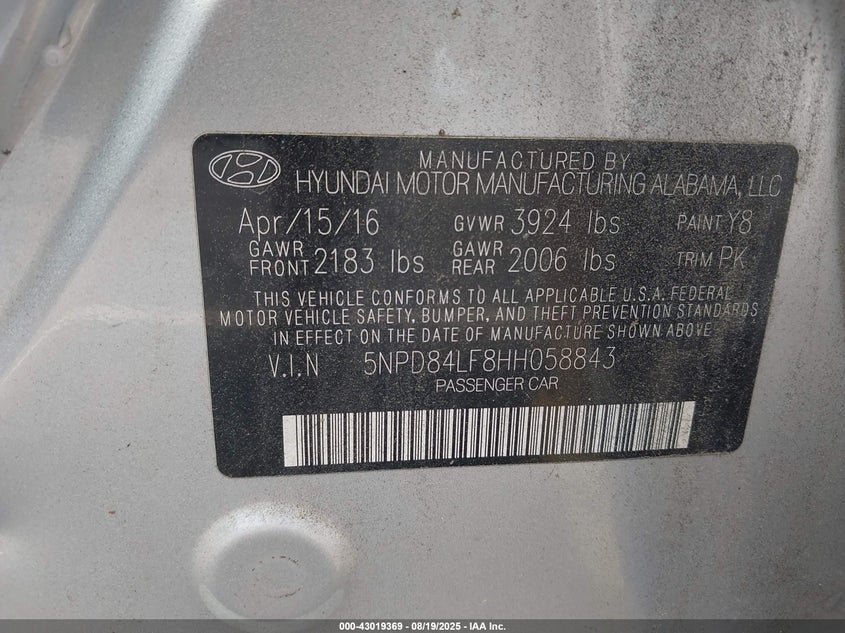 MANUFACTURED BY
HYUNDAI MOTOR MANUFACTURING ALABAMA, LLC
Apr/15/16 GVWR 3924 lbs PAINT Y8
GAWR FRONT 2183 lbs GAWR REAR 2006 lbs TRIM PK
THIS VEHICLE CONFORMS TO ALL APPLICABLE U.S.A. FEDERAL
MOTOR VEHICLE SAFETY, BUMPER, AND THEFT PREVENTION STANDARDS
IN EFFECT ON THE DATE OF MANUFACTURE SHOWN ABOVE.
V.I.N 5NPD84LF8HH058843
PASSENGER CAR
000-43019369 - 08/19/2025 - IAA Inc.